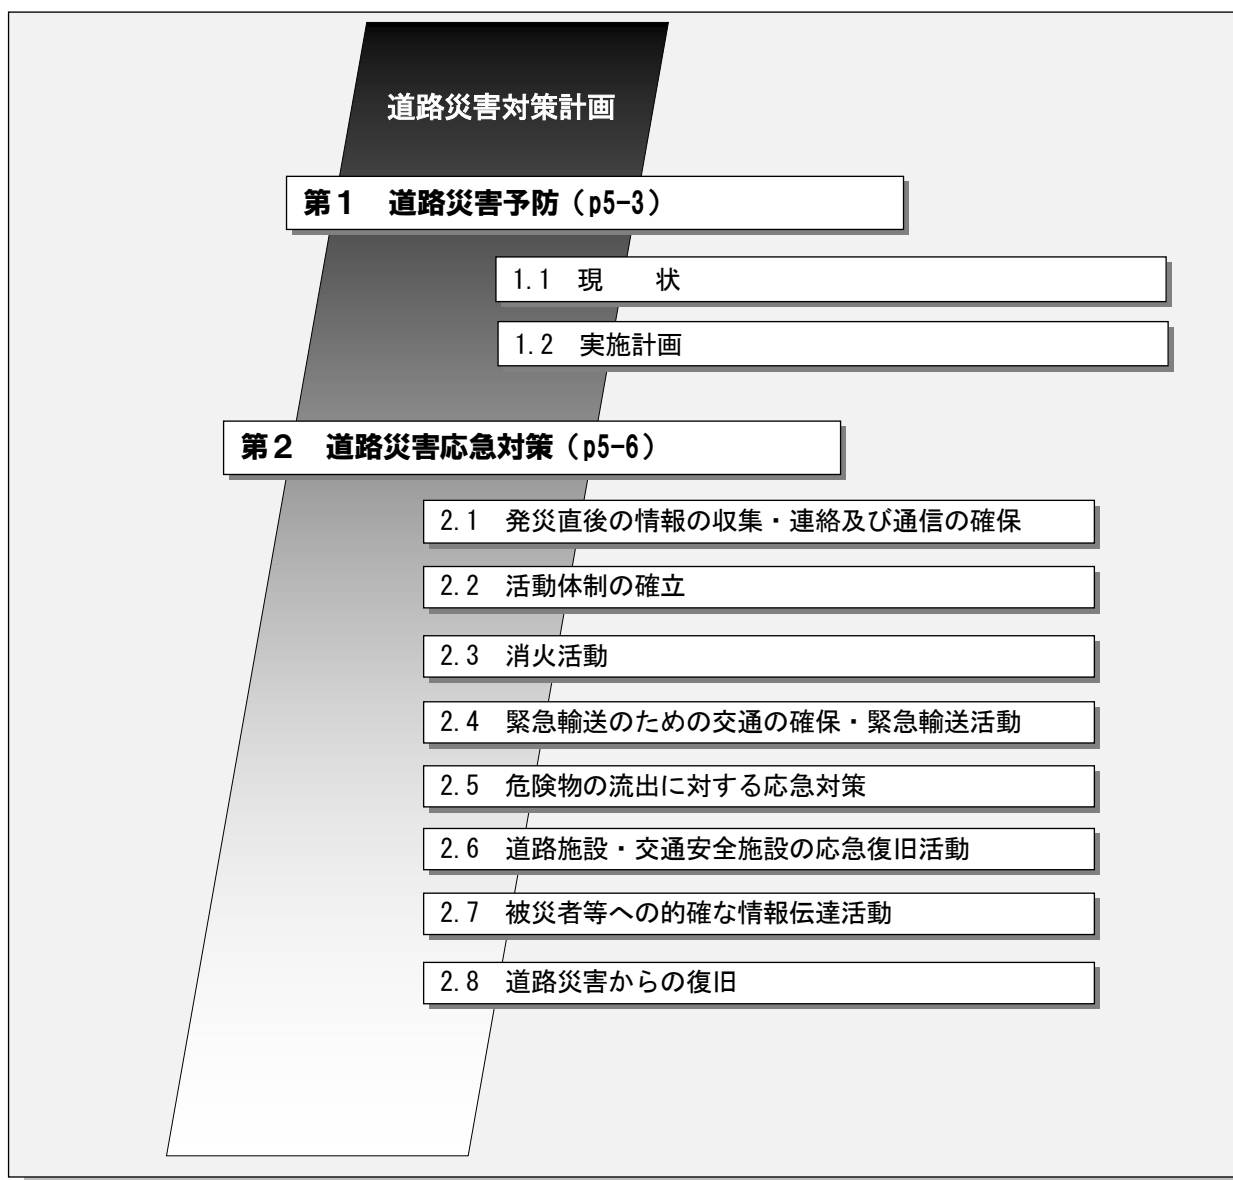 道路災害対策計画
第１　道路災害予防（p5-3）
1.1　現　　状
1.2　実施計画
第２　道路災害応急対策（p5-6）
2.1　発災直後の情報の収集・連絡及び通信の確保
2.2　活動体制の確立
2.3　消火活動
2.4　緊急輸送のための交通の確保・緊急輸送活動
2.5　危険物の流出に対する応急対策
2.6　道路施設・交通安全施設の応急復旧活動
2.7　被災者等への的確な情報伝達活動
2.8　道路災害からの復旧